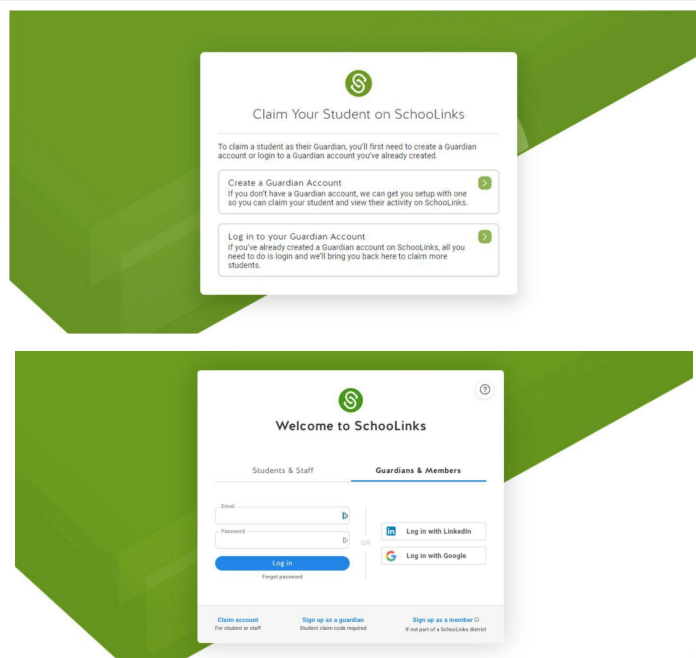 Claim Your Student on SchooLinks
To claim a student as their Guardian, you'll first need to create a Guardian
account or login to a Guardian account you've already created.
Create a Guardian Account
If you don't have a Guardian account, we can get you setup with one
so you can claim your student and view their activity on SchooLinks.
Log in to your Guardian Account
If you've already created a Guardian account on SchooLinks, all you
need to do is login and we'll bring you back here to claim more
students.
Welcome to SchooLinks
Students & Staff Guardians & Members
Email
Password
OR
Log in with LinkedIn
Log in with Google
Log in
Forgot password
Claim account Sign up as a guardian Sign up as a member
For student or staff Student claim code required If not part of a SchooLinks district